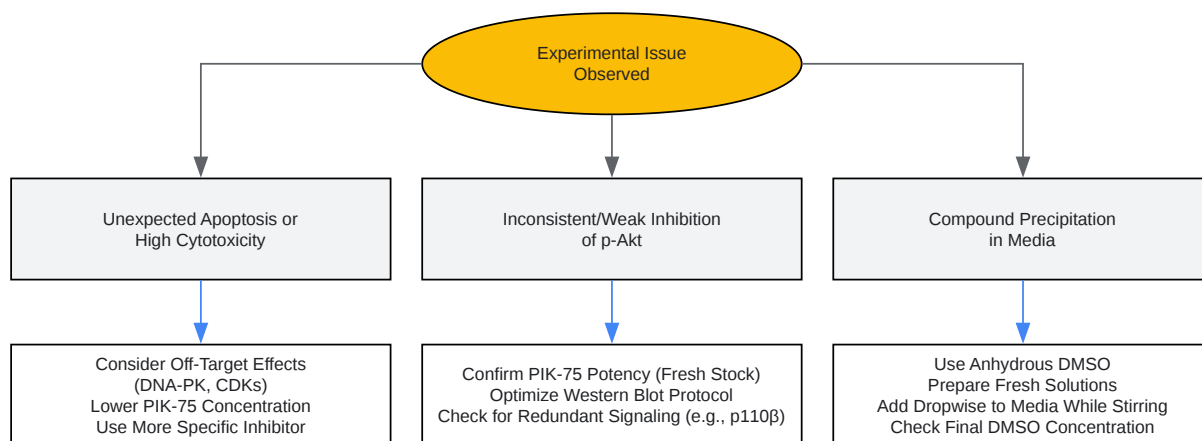 Experimental Issue
Observed
Unexpected Apoptosis or
High Cytotoxicity
Inconsistent/Weak Inhibition
of p-Akt
Compound Precipitation
in Media
Consider Off-Target Effects
(DNA-PK, CDKs)
Lower PIK-75 Concentration
Use More Specific Inhibitor
Confirm PIK-75 Potency (Fresh Stock)
Optimize Western Blot Protocol
Check for Redundant Signaling (e.g., p110β)
Use Anhydrous DMSO
Prepare Fresh Solutions
Add Dropwise to Media While Stirring
Check Final DMSO Concentration